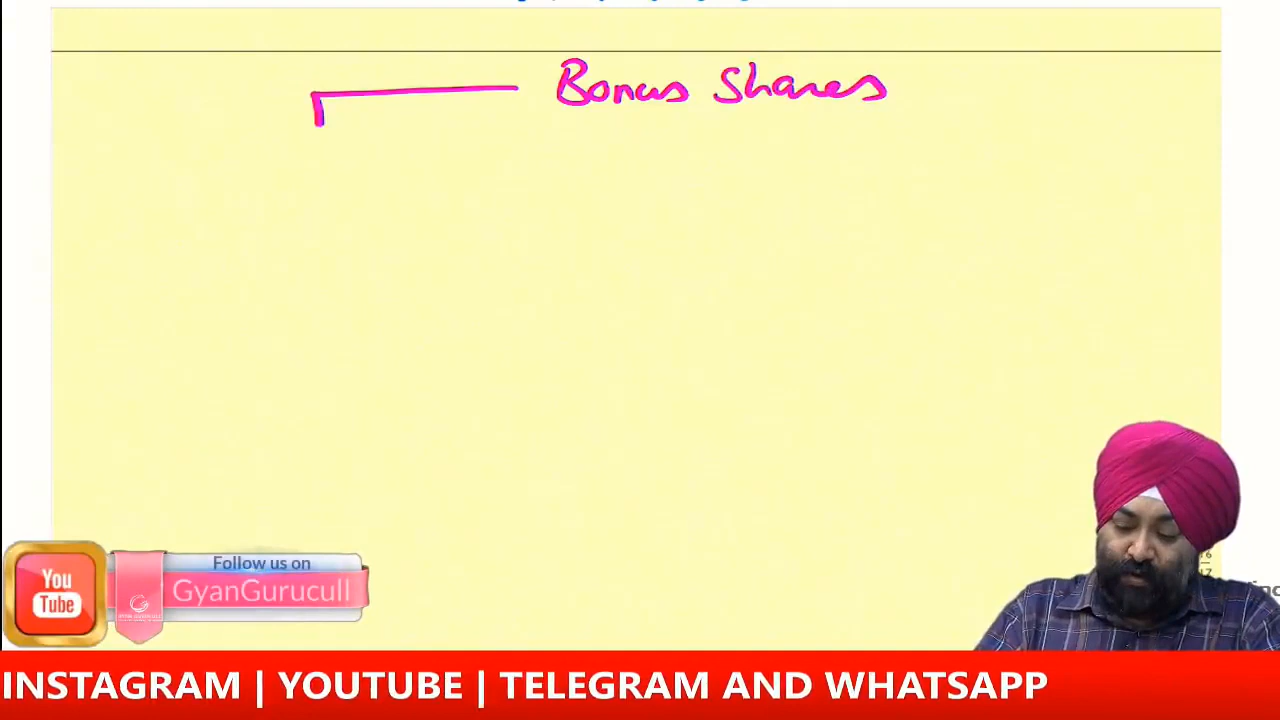 Bonus Shares
You
Tube
Follow us on
GyanGurucull
INSTAGRAM | YOUTUBE | TELEGRAM AND WHATSAPP